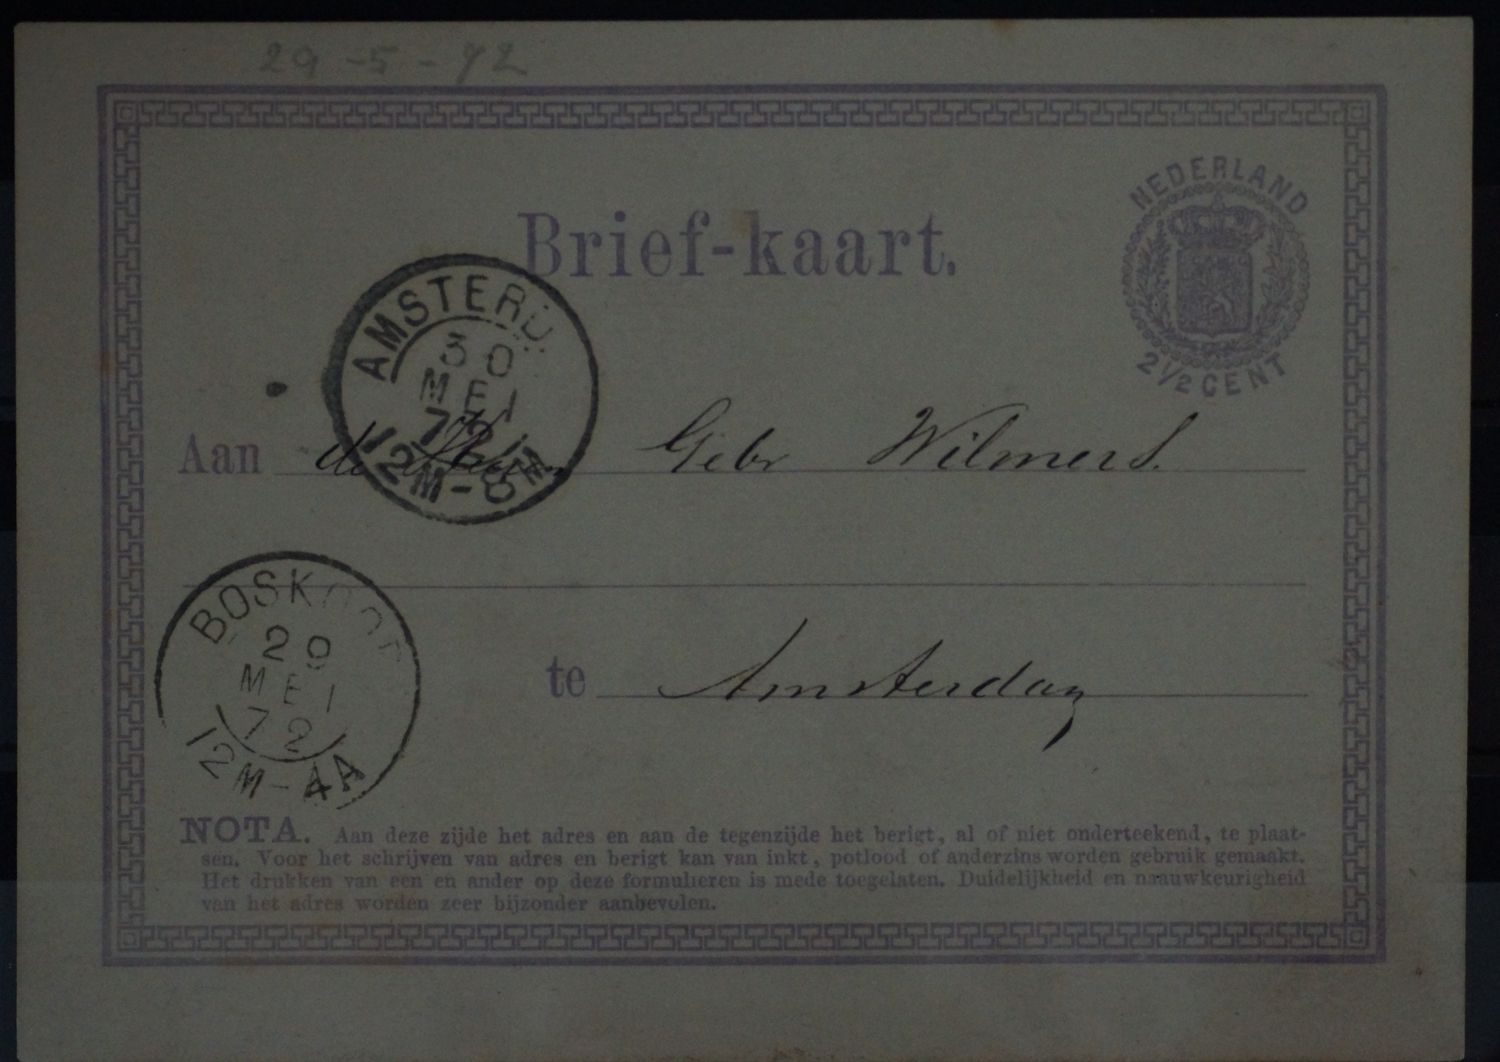 29-5-72
NEDERLAND
Brief-kaart.
2½ CENT
AMSTERD
30
MEI
72
12M-8M
Aan de Heeren Gebr Wilmers.
BOSKOOP
29
MEI
72
12M-4A
te Amsterdam
NOTA. Aan deze zijde het adres en aan de tegenzijde het berigt, al of niet onderteekend, te plaat-
sen. Voor het schrijven van adres en berigt kan van inkt, potlood of anderzins worden gebruik gemaakt.
Het drukken van een en ander op deze formulieren is mede toegelaten. Duidelijkheid en naauwkeurigheid
van het adres worden zeer bijzonder aanbevolen.